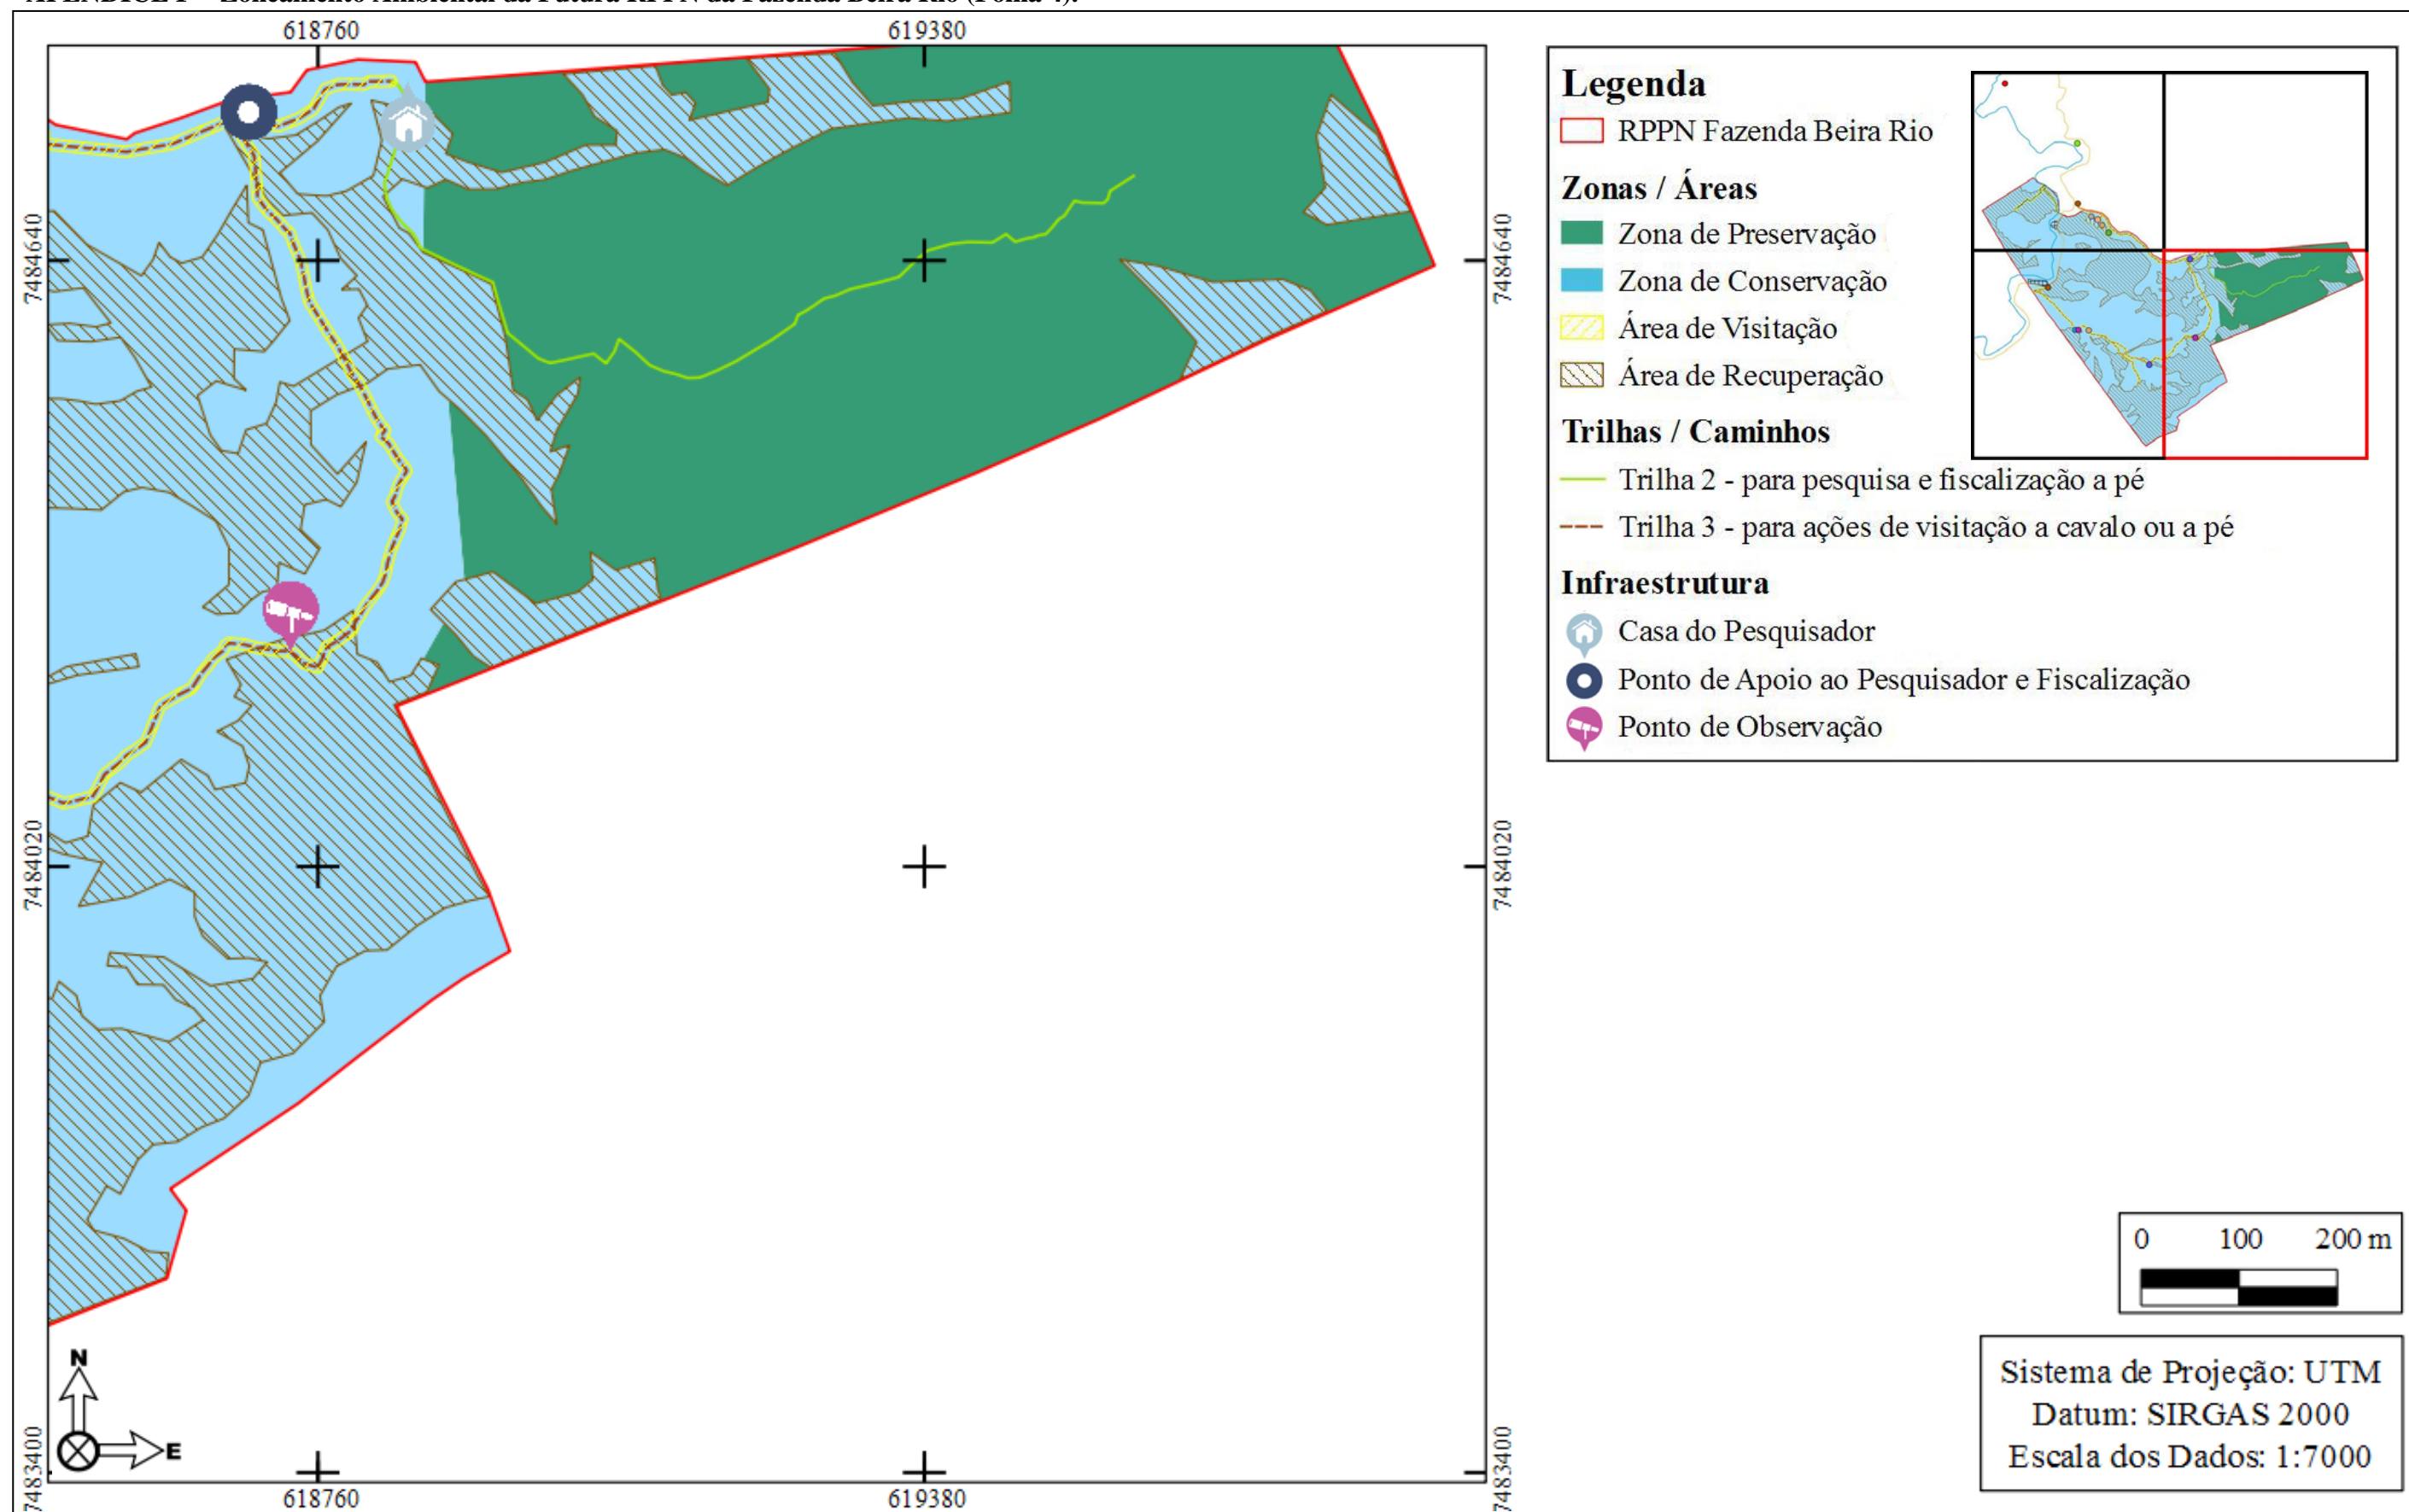 618760
619380
7484640
7484640
7484020
7484020
7483400
7483400
618760
619380
N
E
Legenda
RPPN Fazenda Beira Rio
Zonas / Áreas
Zona de Preservação
Zona de Conservação
Área de Visitação
Área de Recuperação
Trilhas / Caminhos
Trilha 2 - para pesquisa e fiscalização a pé
Trilha 3 - para ações de visitação a cavalo ou a pé
Infraestrutura
Casa do Pesquisador
Ponto de Apoio ao Pesquisador e Fiscalização
Ponto de Observação
0 100 200 m
Sistema de Projeção: UTM
Datum: SIRGAS 2000
Escala dos Dados: 1:7000